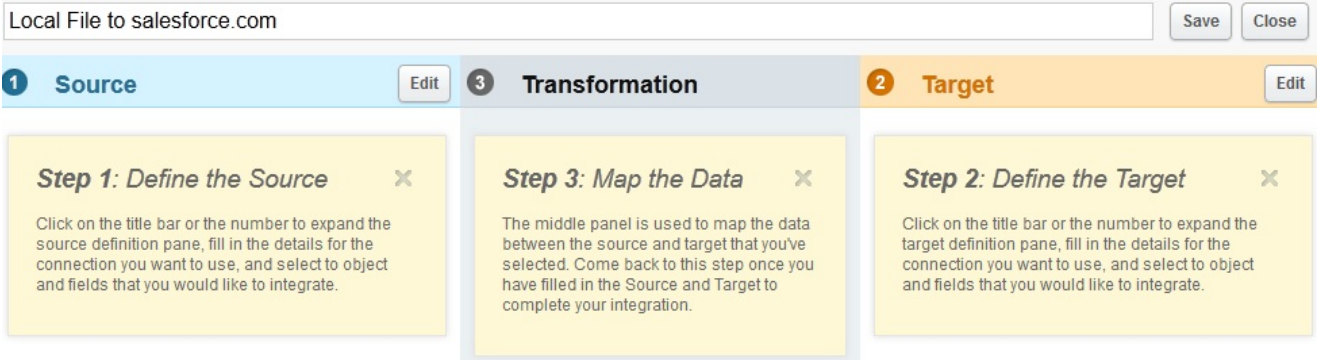 Local File to salesforce.com
Save
Close
1
Source
Edit
3
Transformation
2
Target
Edit
Step 1: Define the Source
Click on the title bar or the number to expand the
source definition pane, fill in the details for the
connection you want to use, and select to object
and fields that you would like to integrate.
Step 3: Map the Data
The middle panel is used to map the data
between the source and target that you've
selected. Come back to this step once you
have filled in the Source and Target to
complete your integration.
Step 2: Define the Target
Click on the title bar or the number to expand the
target definition pane, fill in the details for the
connection you want to use, and select to object
and fields that you would like to integrate.